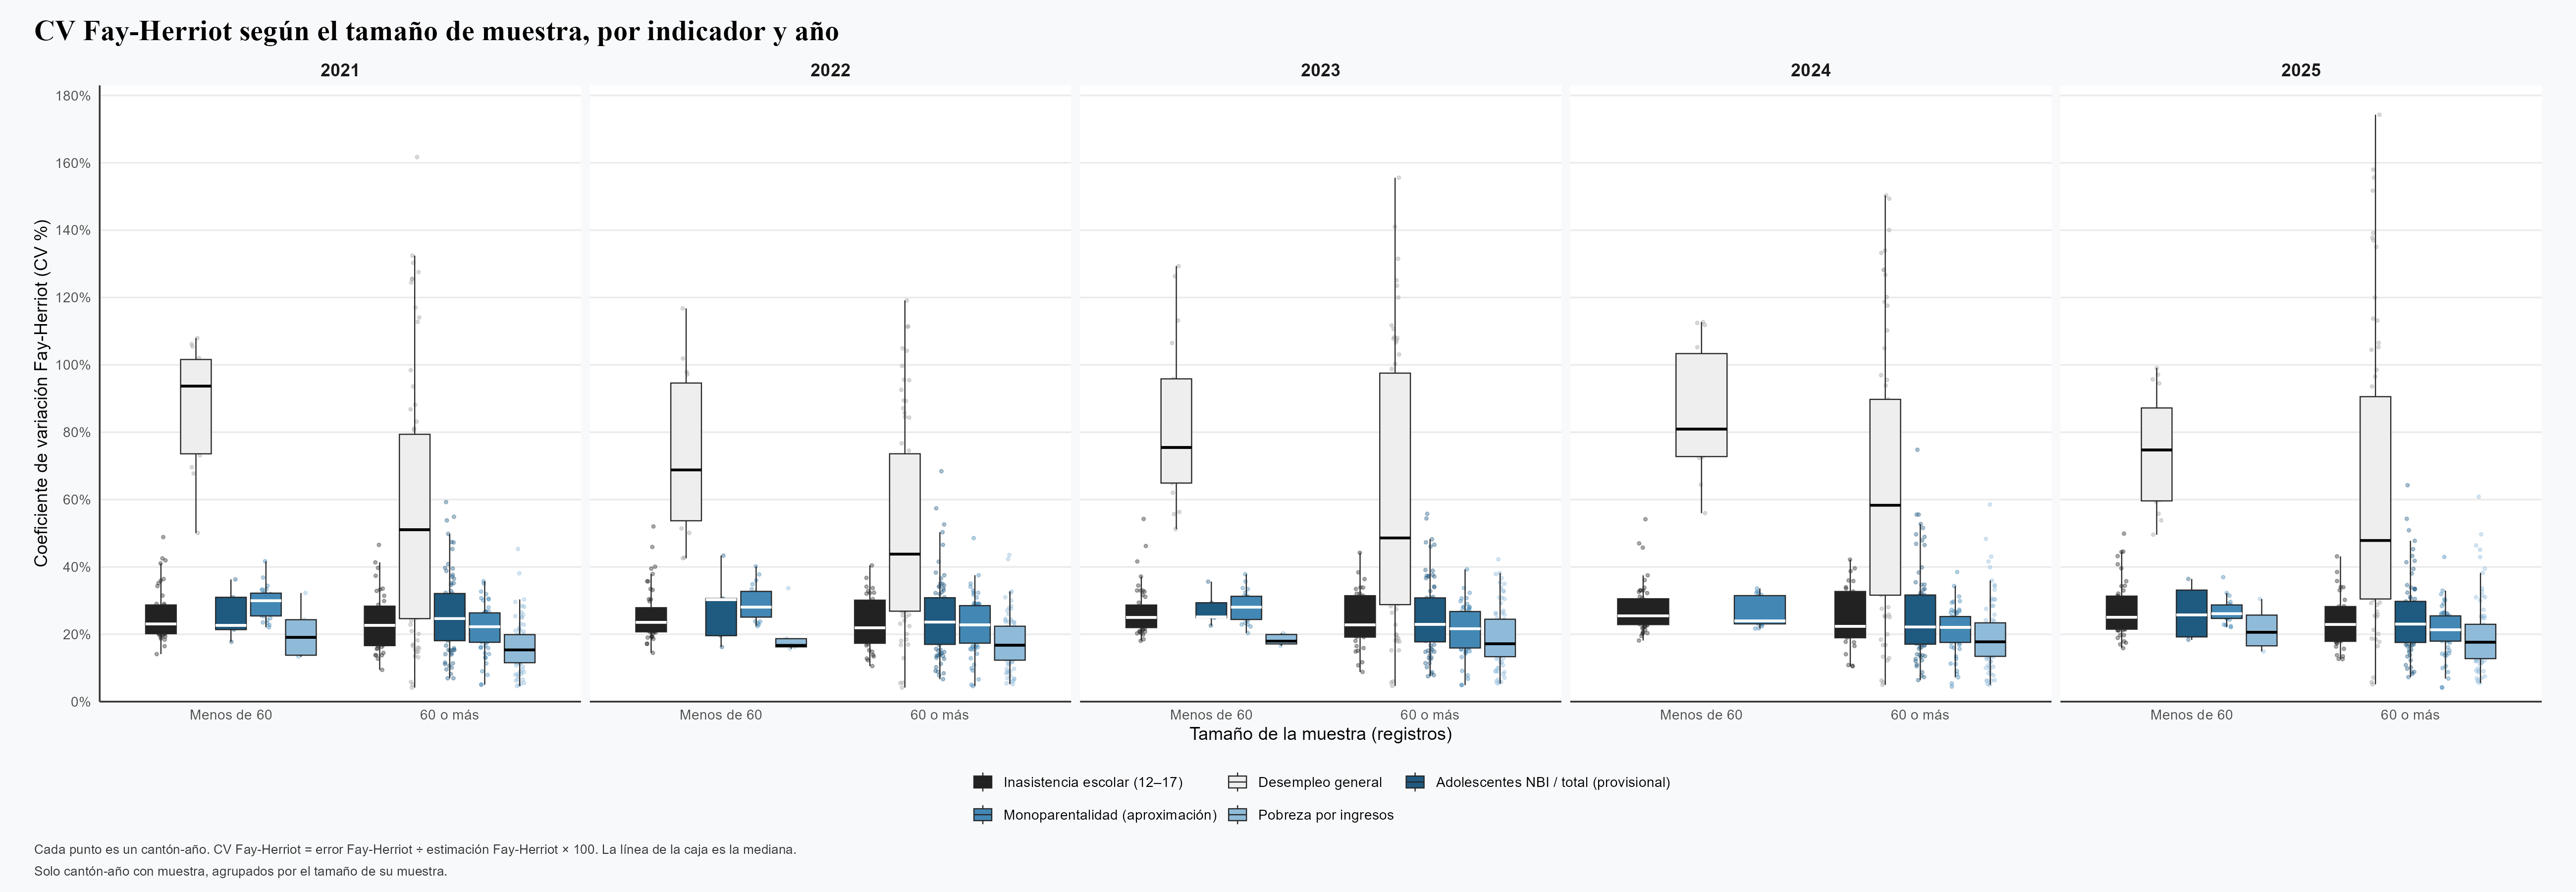 CV Fay-Herriot según el tamaño de muestra, por indicador y año
2021 2022 2023 2024 2025
Coeficiente de variación Fay-Herriot (CV %)
180%
160%
140%
120%
100%
80%
60%
40%
20%
0%
Menos de 60 60 o más Menos de 60 60 o más Menos de 60 60 o más Menos de 60 60 o más Menos de 60 60 o más
Tamaño de la muestra (registros)
Inasistencia escolar (12–17) Desempleo general Adolescentes NBI / total (provisional)
Monoparentalidad (aproximación) Pobreza por ingresos
Cada punto es un cantón-año. CV Fay-Herriot = error Fay-Herriot ÷ estimación Fay-Herriot × 100. La línea de la caja es la mediana.
Solo cantón-año con muestra, agrupados por el tamaño de su muestra.